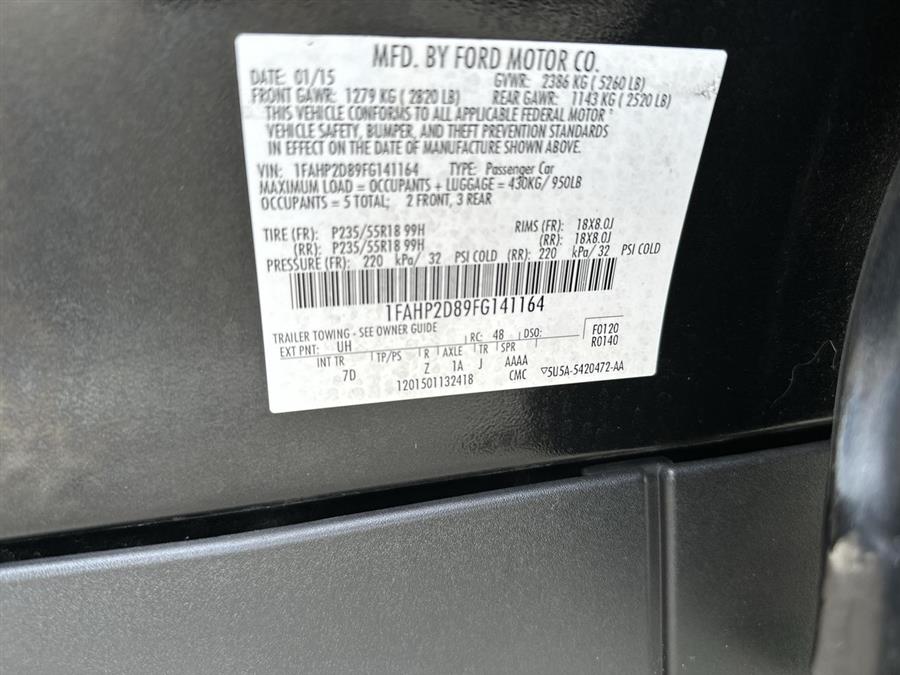 MFD. BY FORD MOTOR CO.
DATE: 01/15 GVWR: 2386 KG ( 5260 LB)
FRONT GAWR: 1279 KG ( 2820 LB) REAR GAWR: 1143 KG ( 2520 LB)
THIS VEHICLE CONFORMS TO ALL APPLICABLE FEDERAL MOTOR
VEHICLE SAFETY, BUMPER, AND THEFT PREVENTION STANDARDS
IN EFFECT ON THE DATE OF MANUFACTURE SHOWN ABOVE.
VIN: 1FAHP2D89FG141164 TYPE: Passenger Car
MAXIMUM LOAD = OCCUPANTS + LUGGAGE = 430KG/ 950LB
OCCUPANTS = 5 TOTAL; 2 FRONT, 3 REAR
TIRE (FR): P235/55R18 99H RIMS (FR): 18X8.0J
(RR): P235/55R18 99H (RR): 18X8.0J
PRESSURE (FR): 220 kPa/ 32 PSI COLD (RR): 220 kPa/ 32 PSI COLD
1FAHP2D89FG141164
TRAILER TOWING - SEE OWNER GUIDE
EXT PNT: UH RC: 48 DSO: F0120
INT TR TP/PS R AXLE TR SPR R0140
7D Z 1A J AAAA ▽5U5A-5420472-AA
1201501132418 CMC